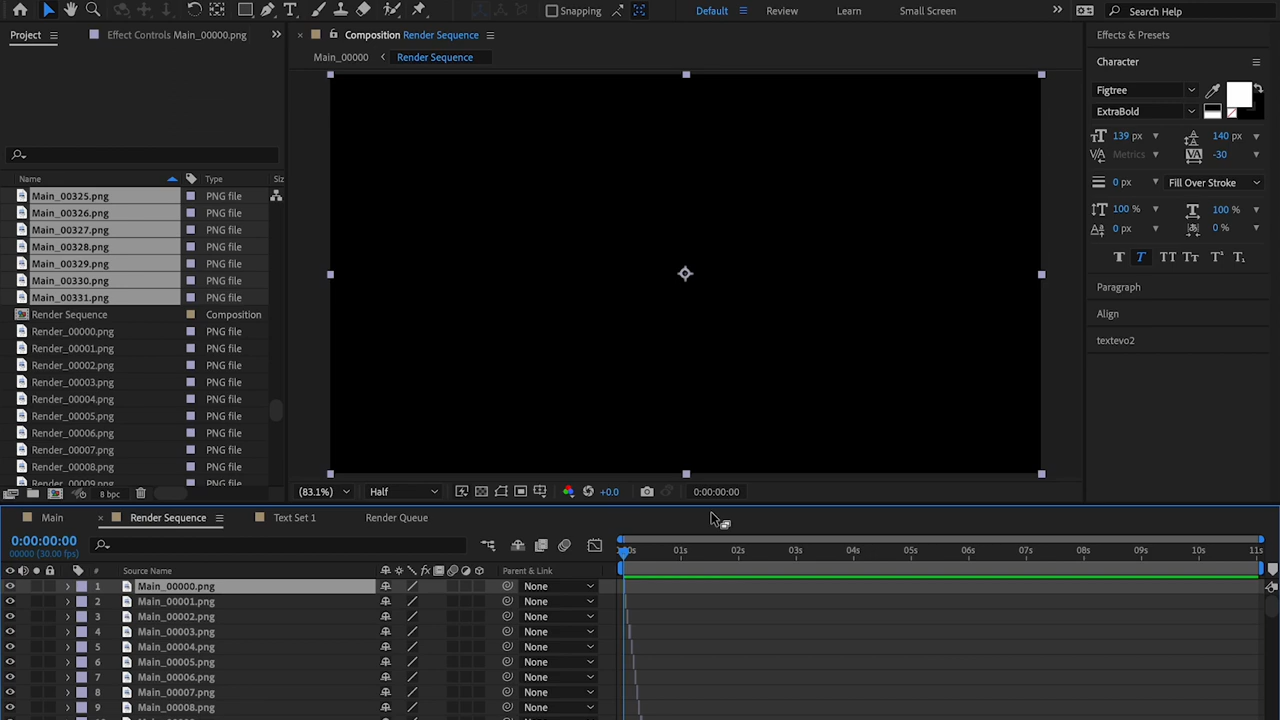 Snapping
Default
Review
Learn
Small Screen
Search Help
Project
Effect Controls Main_00000.png
Composition Render Sequence
Main_00000
Render Sequence
Name
Type
Siz
Main_00325.png PNG file
Main_00326.png PNG file
Main_00327.png PNG file
Main_00328.png PNG file
Main_00329.png PNG file
Main_00330.png PNG file
Main_00331.png PNG file
Render Sequence Composition
Render_00000.png PNG file
Render_00001.png PNG file
Render_00002.png PNG file
Render_00003.png PNG file
Render_00004.png PNG file
Render_00005.png PNG file
Render_00006.png PNG file
Render_00007.png PNG file
Render_00008.png PNG file
Render_00009.png PNG file
8 bpc
(83.1%)
Half
+0.0
0:00:00:00
Effects & Presets
Character
Figtree
ExtraBold
139 px
140 px
Metrics
-30
0 px
Fill Over Stroke
100 %
100 %
0 px
0 %
Paragraph
Align
textevo2
Main
Render Sequence
Text Set 1
Render Queue
0:00:00:00
00000 (30.00 fps)
01s 02s 03s 04s 05s 06s 07s 08s 09s 10s 11s
# Source Name
Parent & Link
1 Main_00000.png None
2 Main_00001.png None
3 Main_00002.png None
4 Main_00003.png None
5 Main_00004.png None
6 Main_00005.png None
7 Main_00006.png None
8 Main_00007.png None
9 Main_00008.png None